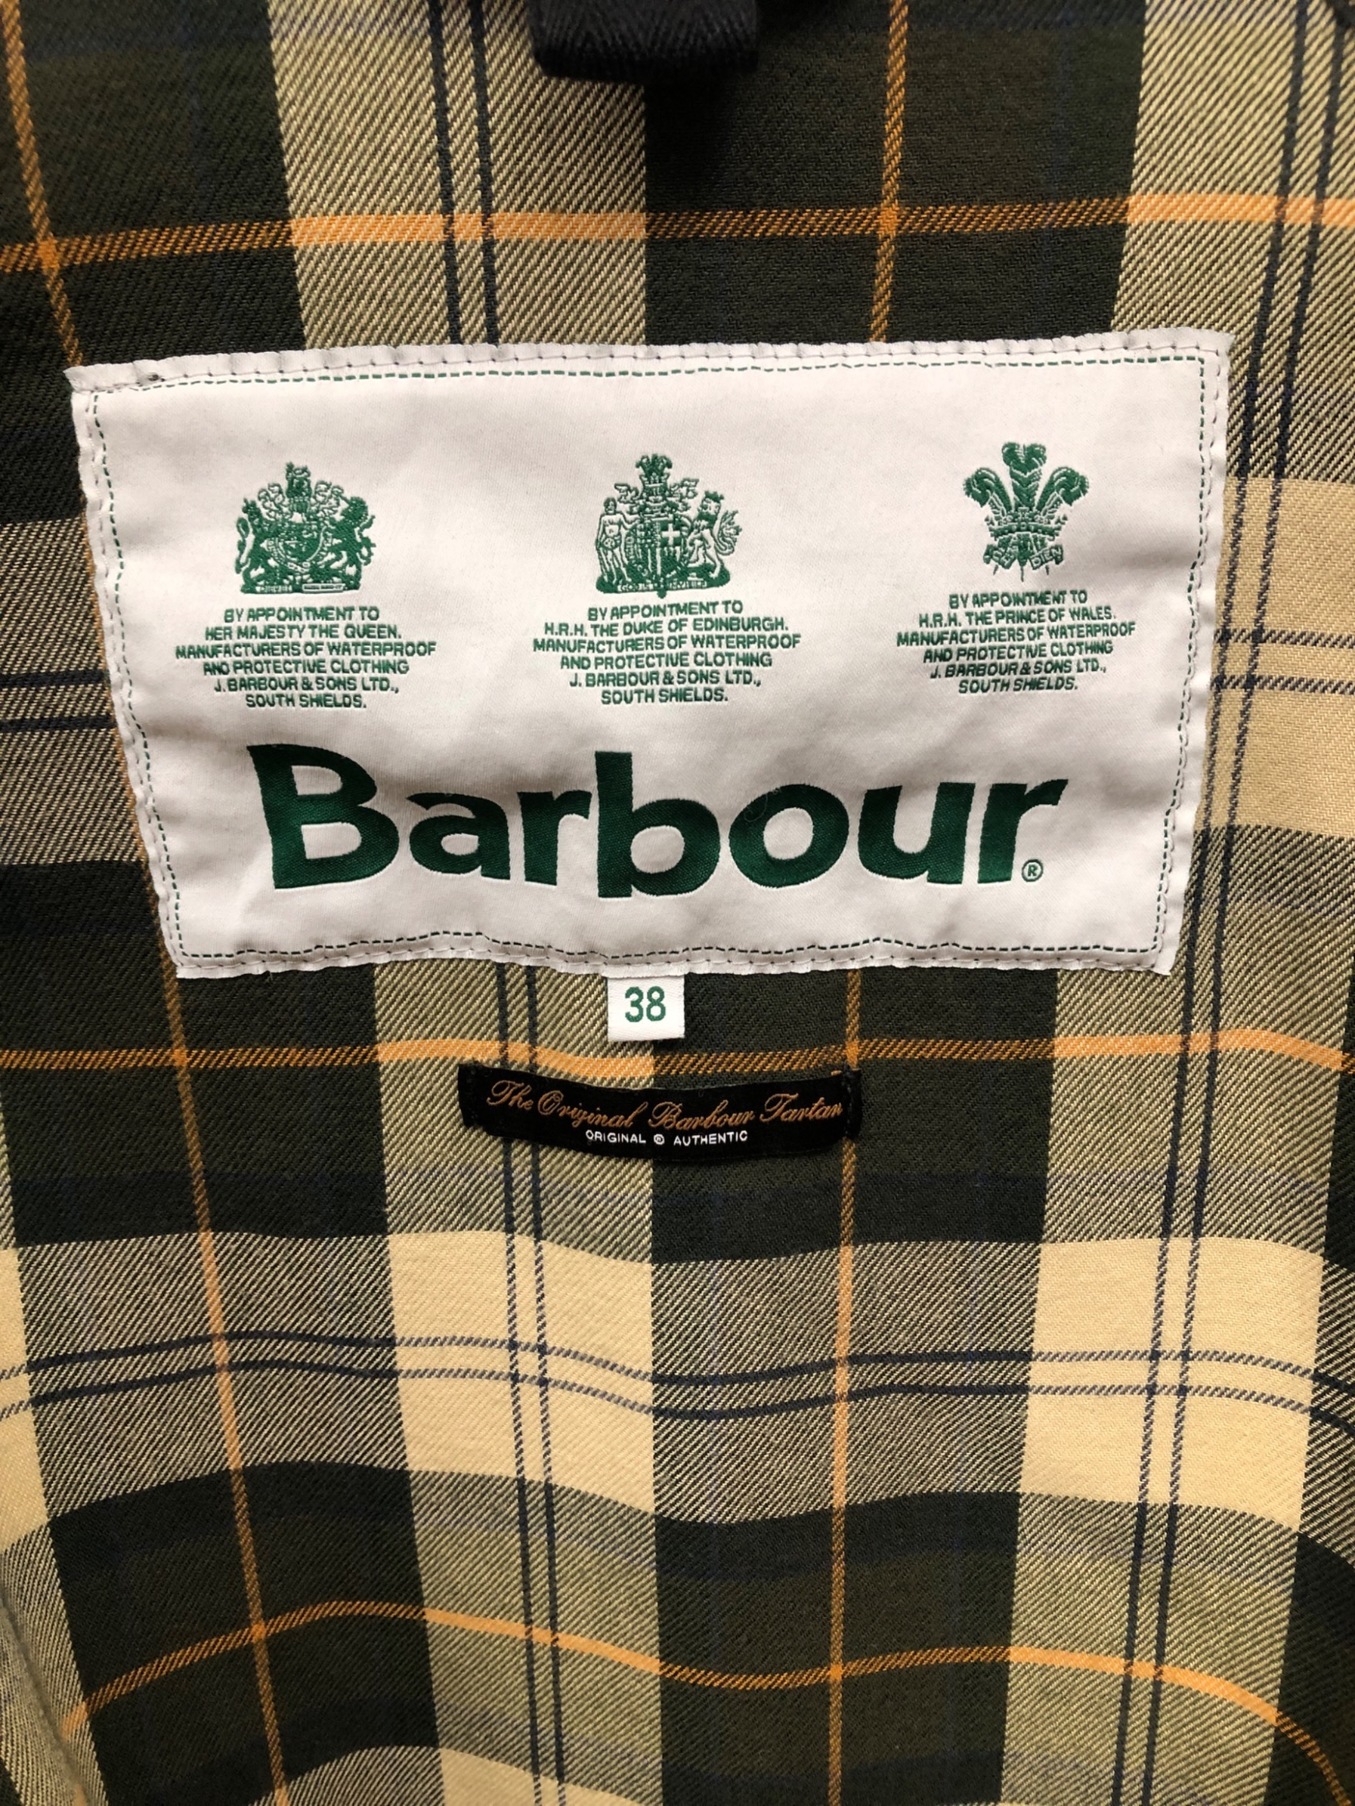 BY APPOINTMENT TO
HER MAJESTY THE QUEEN.
MANUFACTURERS OF WATERPROOF
AND PROTECTIVE CLOTHING
J. BARBOUR & SONS LTD.,
SOUTH SHIELDS.
BY APPOINTMENT TO
H.R.H. THE DUKE OF EDINBURGH.
MANUFACTURERS OF WATERPROOF
AND PROTECTIVE CLOTHING
J. BARBOUR & SONS LTD.,
SOUTH SHIELDS.
BY APPOINTMENT TO
H.R.H. THE PRINCE OF WALES.
MANUFACTURERS OF WATERPROOF
AND PROTECTIVE CLOTHING
J. BARBOUR & SONS LTD.,
SOUTH SHIELDS.
Barbour®
38
The Original Barbour Tartan
ORIGINAL ® AUTHENTIC